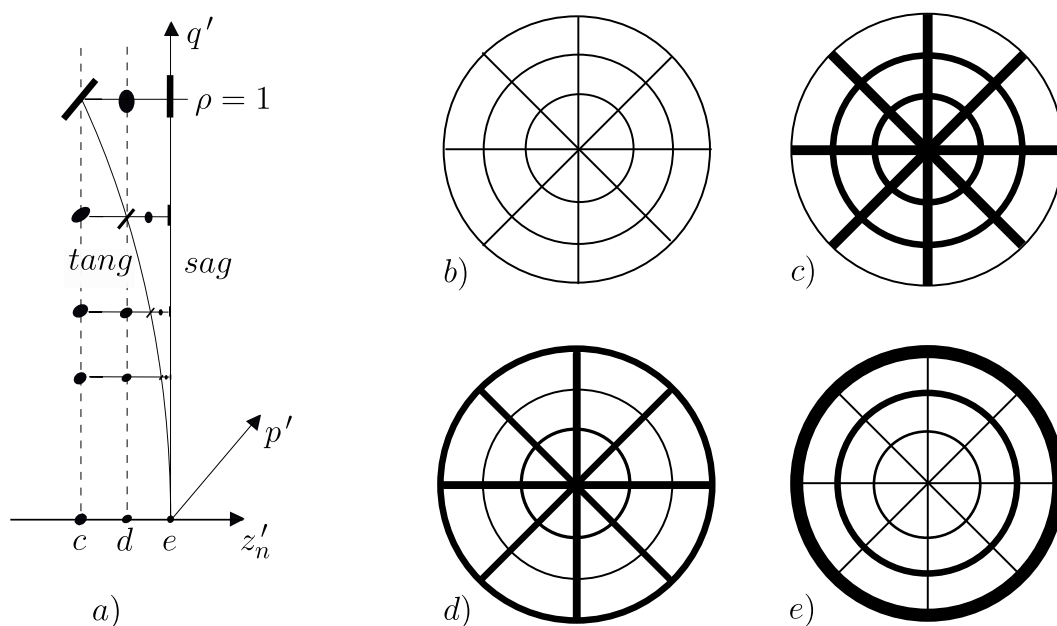 q′
ρ = 1
tang
sag
p′
c
d
e
z′ₙ
a)
b)
c)
d)
e)